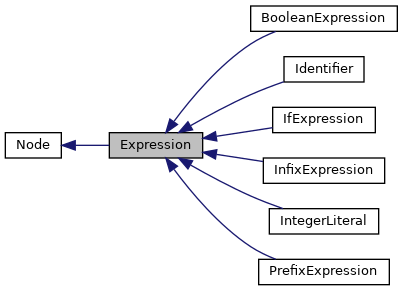 BooleanExpression
Identifier
IfExpression
Node
Expression
InfixExpression
IntegerLiteral
PrefixExpression